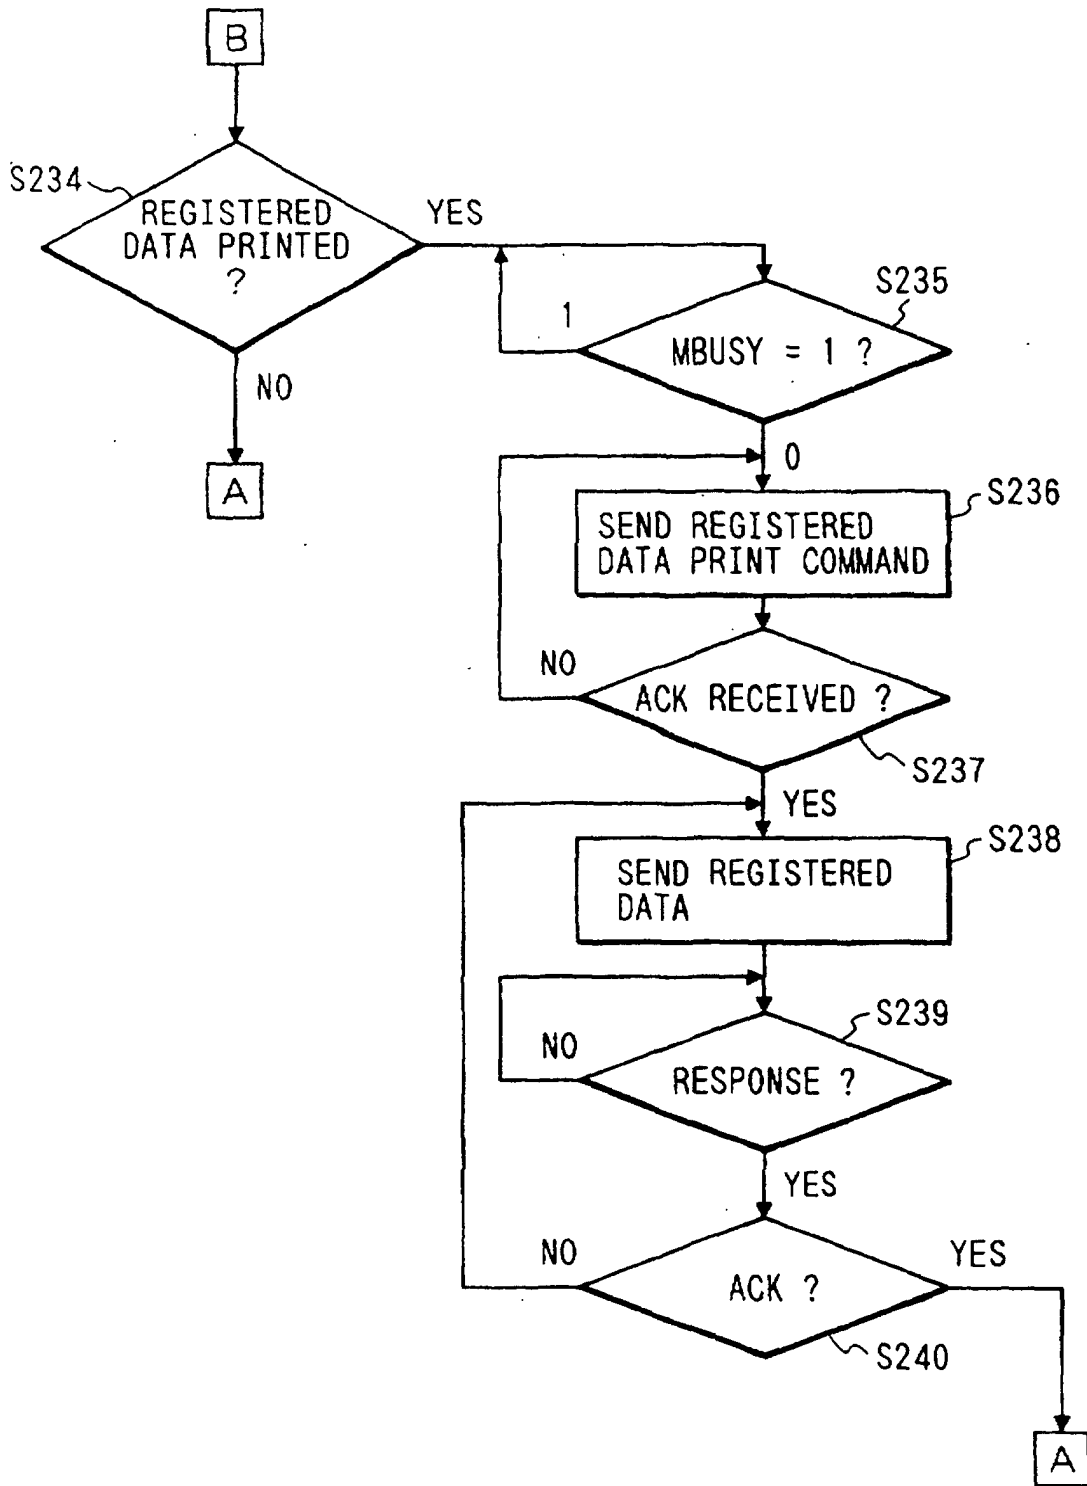 B
S234
REGISTERED
DATA PRINTED
?
YES
NO
A
S235
1
MBUSY = 1 ?
0
S236
SEND REGISTERED
DATA PRINT COMMAND
NO
ACK RECEIVED ?
S237
YES
S238
SEND REGISTERED
DATA
S239
NO
RESPONSE ?
YES
NO
YES
ACK ?
S240
A